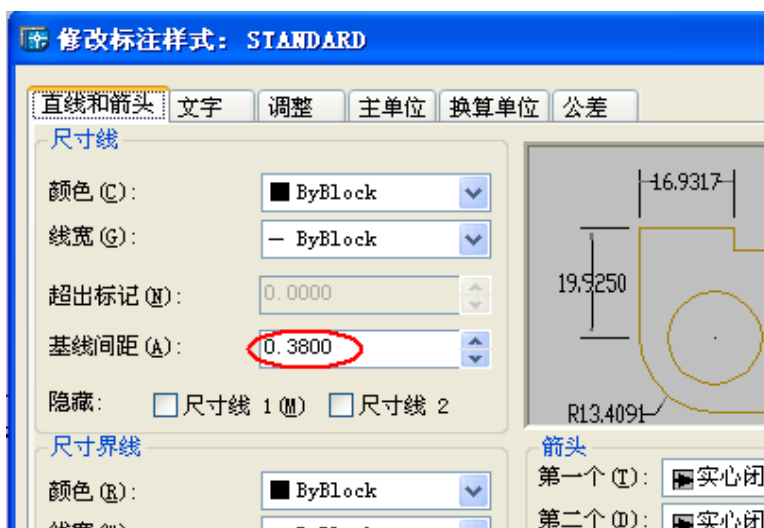 修改标注样式: STANDARD
直线和箭头 文字 调整 主单位 换算单位 公差
尺寸线
颜色(C): ByBlock
线宽(G): ByBlock
超出标记(N): 0.0000
基线间距(A): 0.3800
隐藏: 尺寸线 1(M) 尺寸线 2
16.9317
19.9250
R13.4091
尺寸界线
颜色(R): ByBlock
箭头
第一个(T): 实心闭
第二个(D): 实心闭